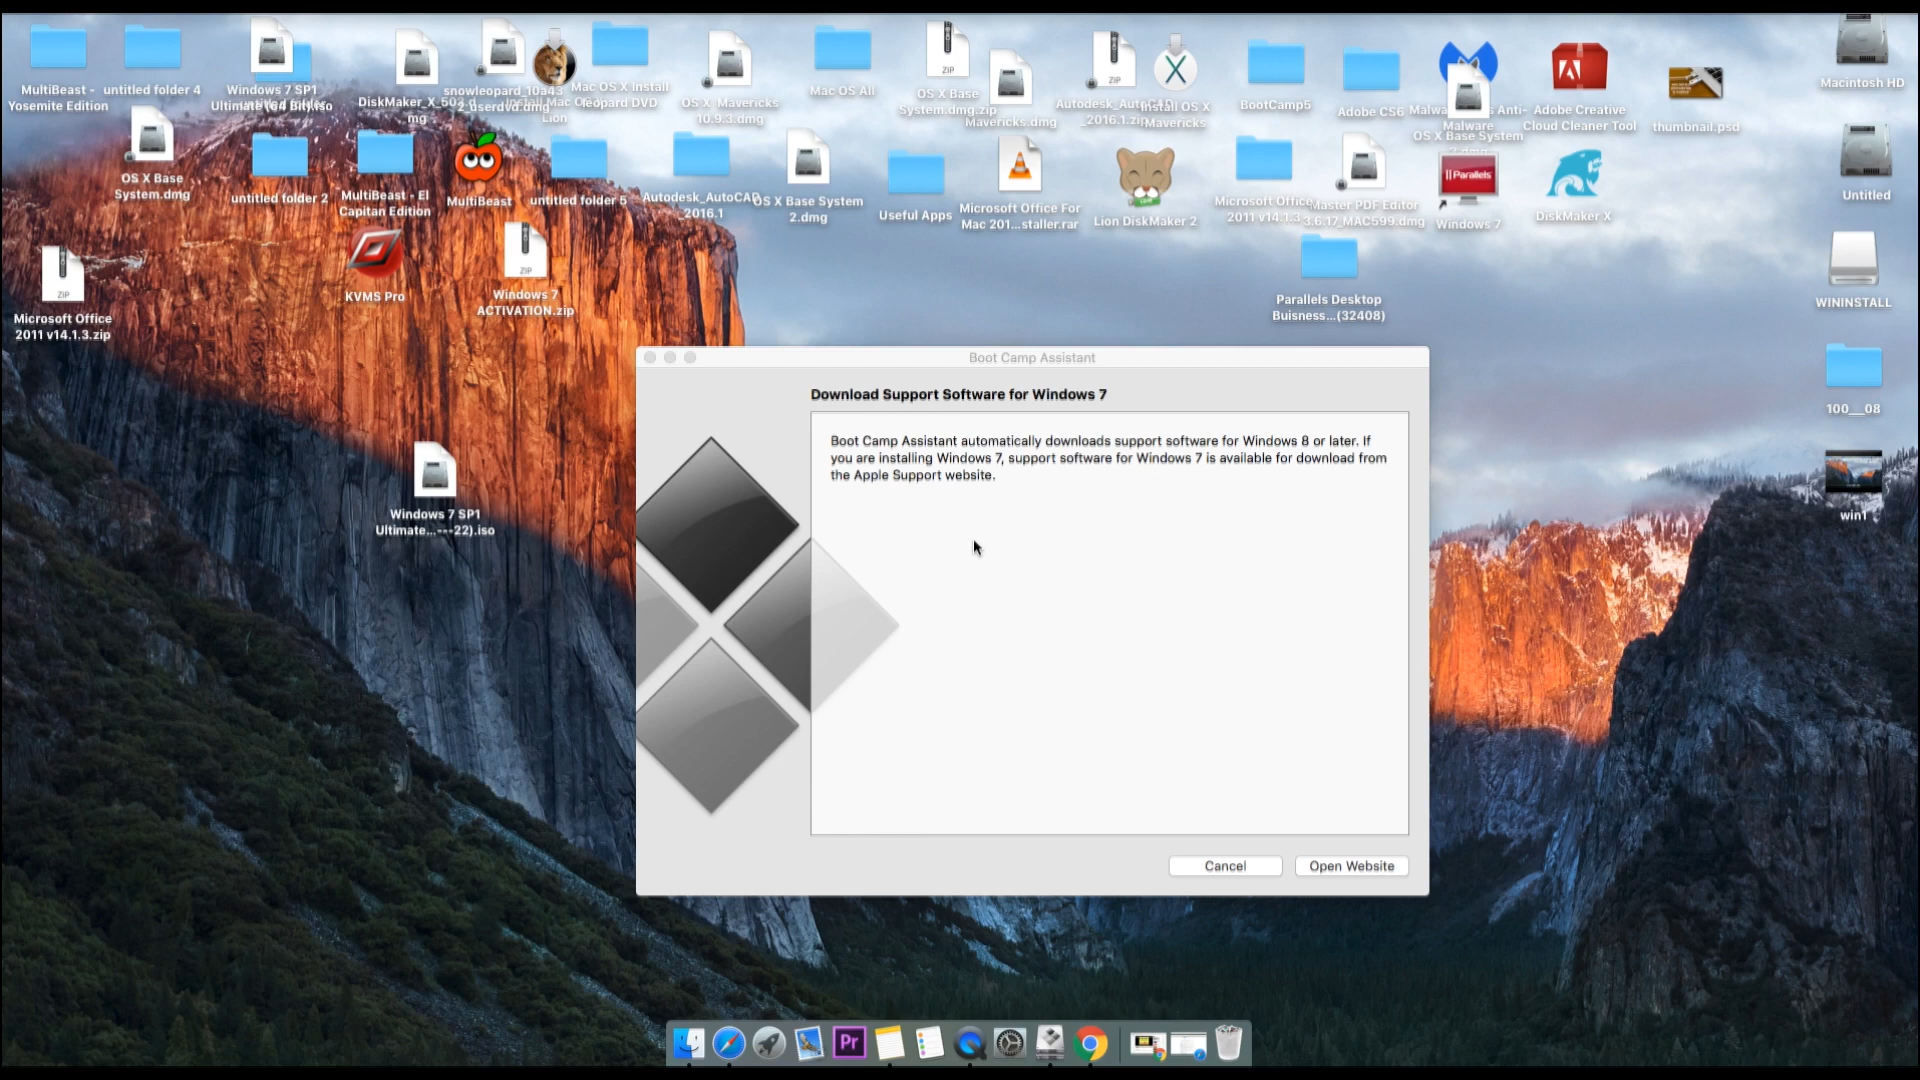 MultiBeast -
Yosemite Edition
untitled folder 4
Windows 7 SP1
Ultimate (64 Bit).iso
DiskMaker_X_503.d
mg
snowleopard_10a43
2_userdvd.dmg
Lion
Mac OS X Install
Leopard DVD
OS X Mavericks
10.9.3.dmg
Mac OS All
ZIP
OS X Base
System.dmg.zip
Mavericks.dmg
ZIP
Autodesk_AutoCAD
_2016.1.zip
Install OS X
Mavericks
BootCamp5
Adobe CS6
Malware
OS X Base System
Adobe Creative
Cloud Cleaner Tool
thumbnail.psd
Macintosh HD
OS X Base
System.dmg
untitled folder 2
MultiBeast - El
Capitan Edition
MultiBeast
untitled folder 5
Autodesk_AutoCAD
2016.1
OS X Base System
2.dmg
Useful Apps
Microsoft Office For
Mac 201...staller.rar
Lion DiskMaker 2
Microsoft Office
2011 v14.1.3
Master PDF Editor
3.6.17_MAC599.dmg
|| Parallels
Windows 7
DiskMaker X
Untitled
ZIP
Microsoft Office
2011 v14.1.3.zip
KVMS Pro
ZIP
Windows 7
ACTIVATION.zip
Parallels Desktop
Buisness...(32408)
WININSTALL
100__08
win1
Windows 7 SP1
Ultimate...---22).iso
Boot Camp Assistant
Download Support Software for Windows 7
Boot Camp Assistant automatically downloads support software for Windows 8 or later. If
you are installing Windows 7, support software for Windows 7 is available for download from
the Apple Support website.
Cancel
Open Website
Pr